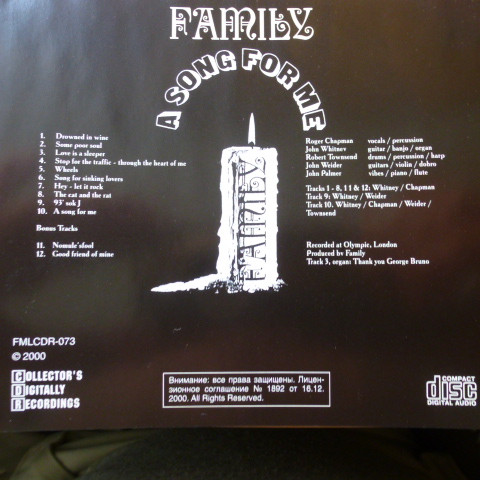 FAMILY
A SONG FOR ME
1. Drowned in wine
2. Some poor soul
3. Love is a sleeper
4. Stop for the traffic - through the heart of me
5. Wheels
6. Song for sinking lovers
7. Hey - let it rock
8. The cat and the rat
9. 93' sok J
10. A song for me
Bonus Tracks
11. Nomule'sfool
12. Good friend of mine
FAMILY
Roger Chapman vocals / percussion
John Whitney guitar / banjo / organ
Robert Townsend drums / percussion / harp
John Weider guitars / violin / dobro
John Palmer vibes / piano / flute
Tracks 1 - 8, 11 & 12: Whitney / Chapman
Track 9: Whitney / Weider
Track 10. Whitney / Chapman / Weider /
Townsend
Recorded at Olympic, London
Produced by Family
Track 3, organ: Thank you George Bruno
FMLCDR-073
© 2000
COLLECTOR'S
DIGITALLY
RECORDINGS
Внимание: все права защищены. Лицен-
зионное соглашение № 1892 от 16.12.
2000. All Rights Reserved.
COMPACT
disc
DIGITAL AUDIO